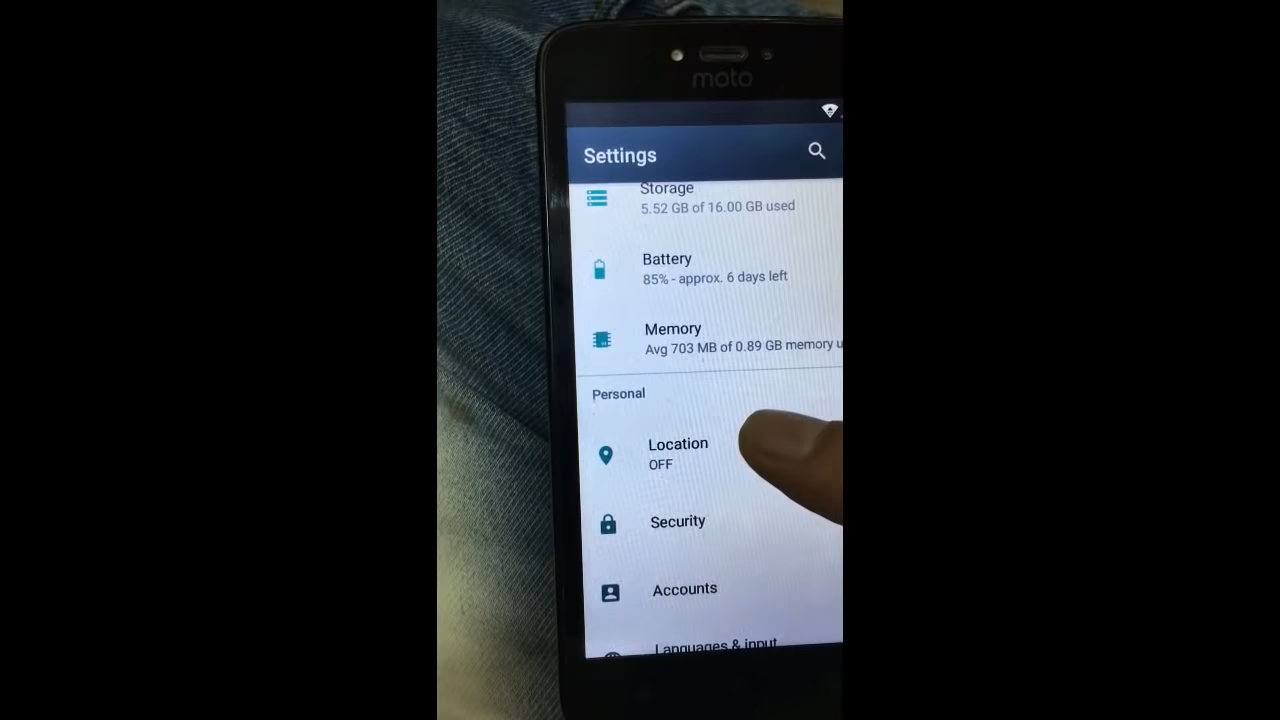 moto
Settings
Storage
5.52 GB of 16.00 GB used
Battery
85% - approx. 6 days left
Memory
Avg 703 MB of 0.89 GB memory
Personal
Location
OFF
Security
Accounts
Languages & input